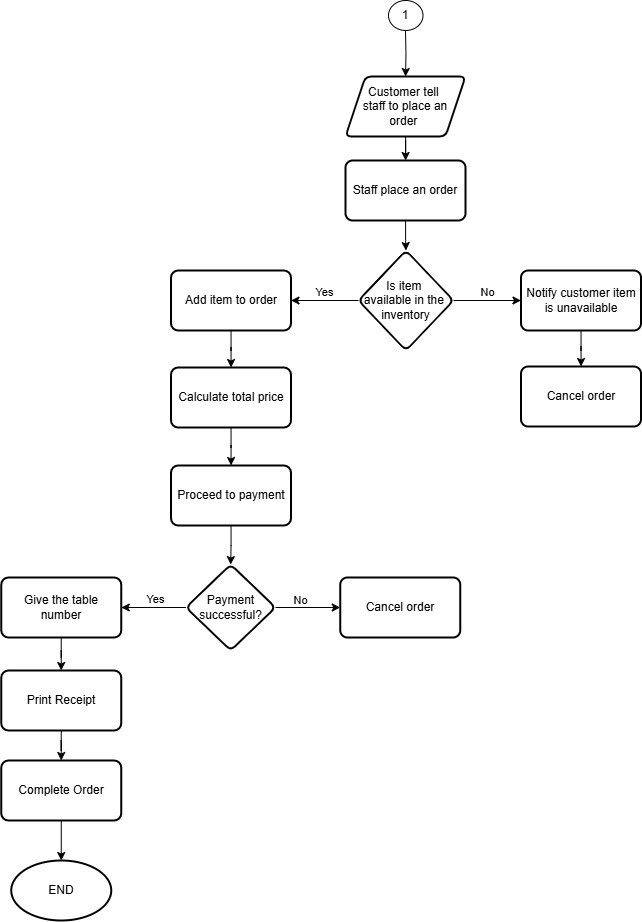 1
Customer tell
staff to place an
order
Staff place an order
Is item
available in the
inventory
Yes
No
Add item to order
Notify customer item
is unavailable
Calculate total price
Cancel order
Proceed to payment
Payment
successful?
Yes
No
Give the table
number
Cancel order
Print Receipt
Complete Order
END